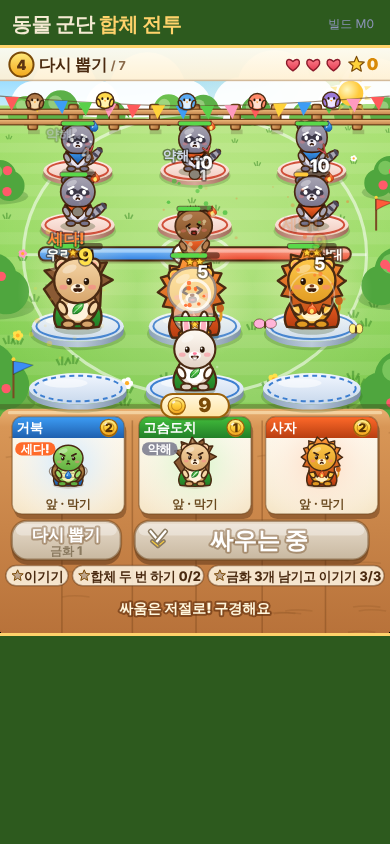 동물 군단 합체 전투
빌드 M0
4 다시 뽑기 / 7
0
약해
약해
10
1
10
세다!
9
5
5
9
거북 2
고슴도치 1
사자 2
세다!
약해
앞 · 막기
앞 · 막기
앞 · 막기
다시 뽑기
금화 1
싸우는 중
이기기
합체 두 번 하기 0/2
금화 3개 남기고 이기기 3/3
싸움은 저절로! 구경해요